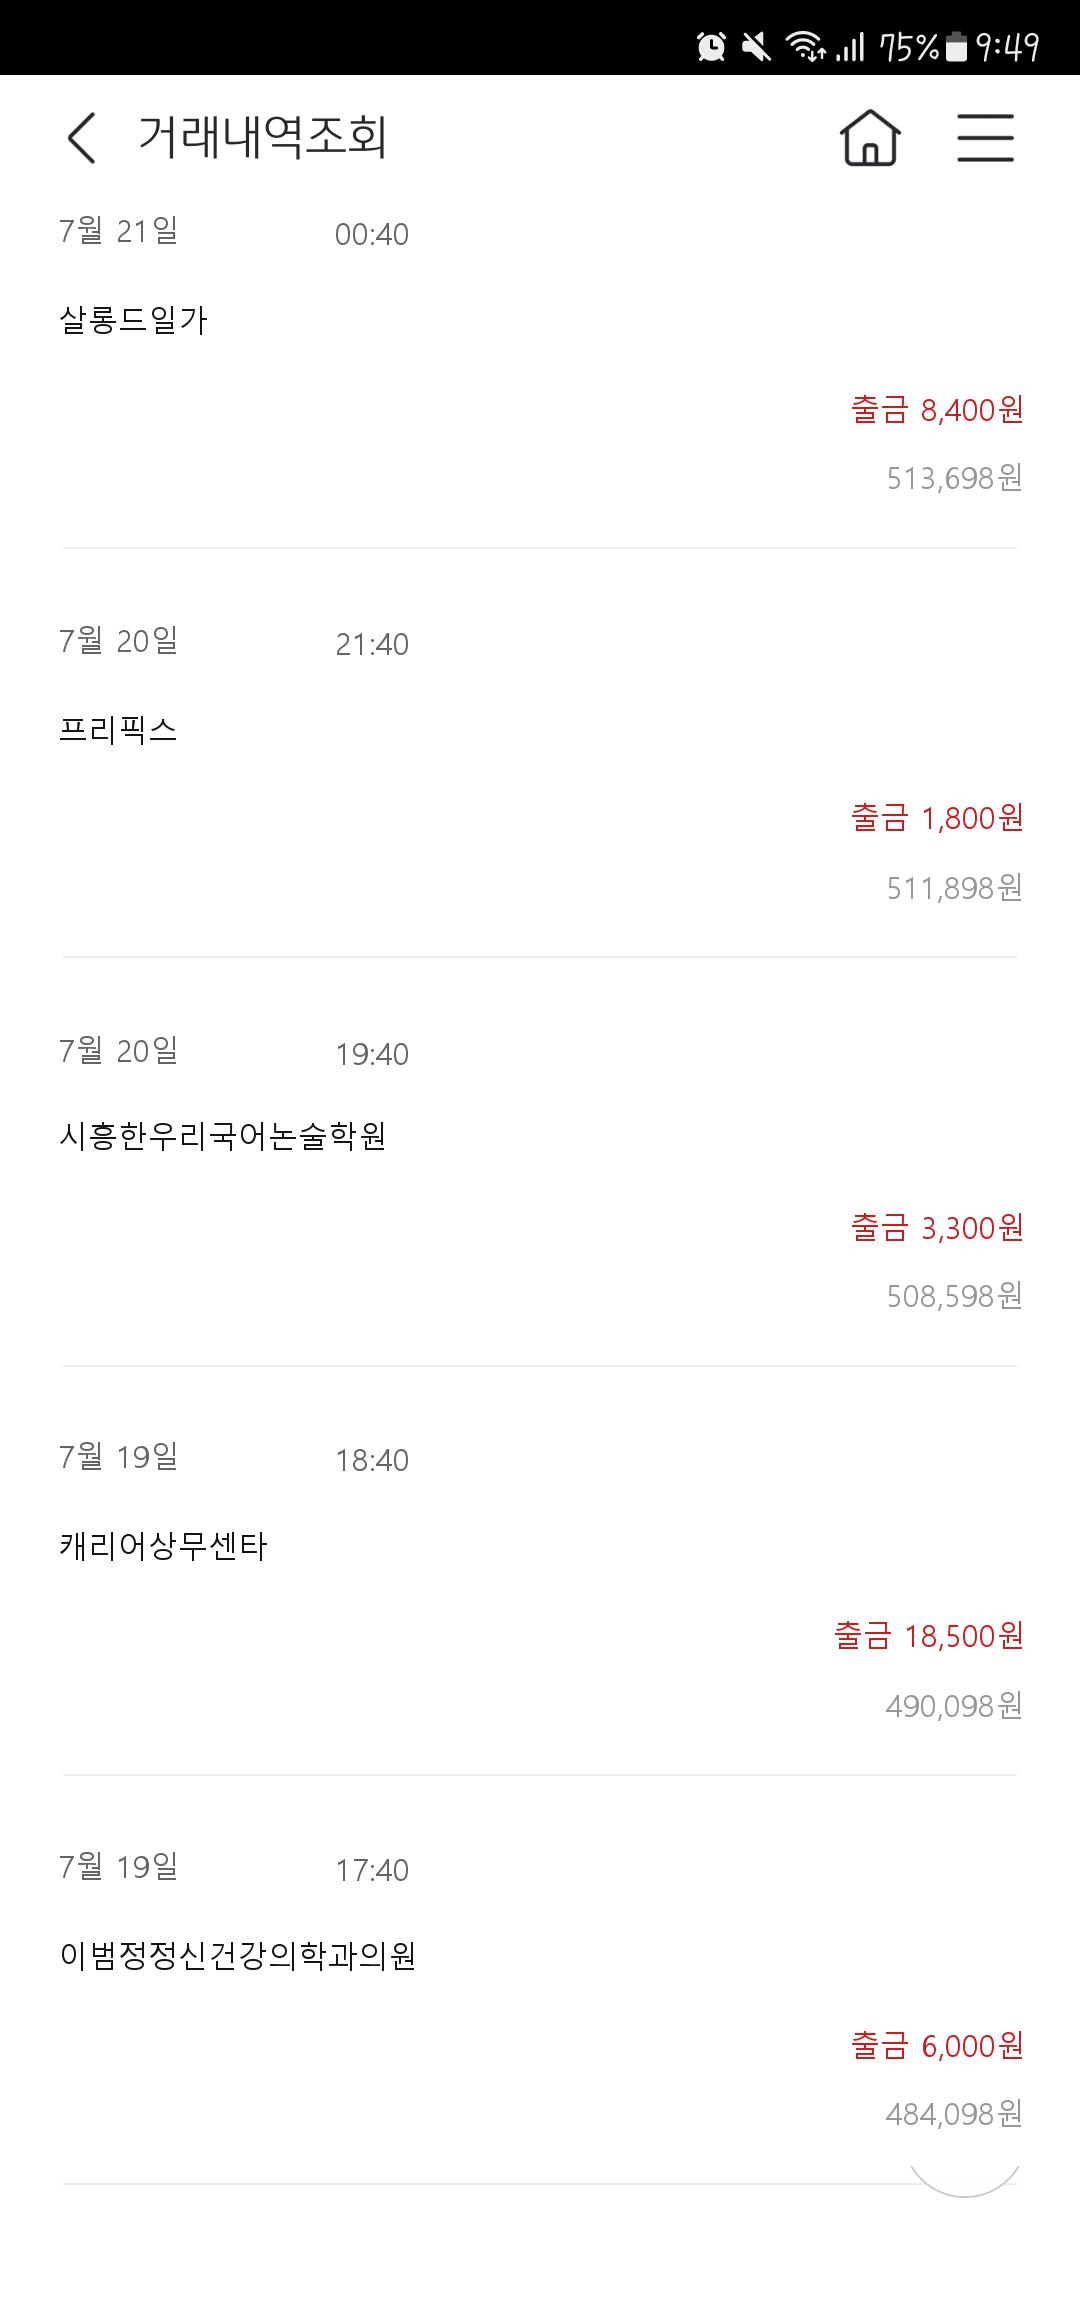 75% 9:49
거래내역조회
7월 21일 00:40
살롱드일가
출금 8,400원
513,698원
7월 20일 21:40
프리픽스
출금 1,800원
511,898원
7월 20일 19:40
시흥한우리국어논술학원
출금 3,300원
508,598원
7월 19일 18:40
캐리어상무센타
출금 18,500원
490,098원
7월 19일 17:40
이범정정신건강의학과의원
출금 6,000원
484,098원